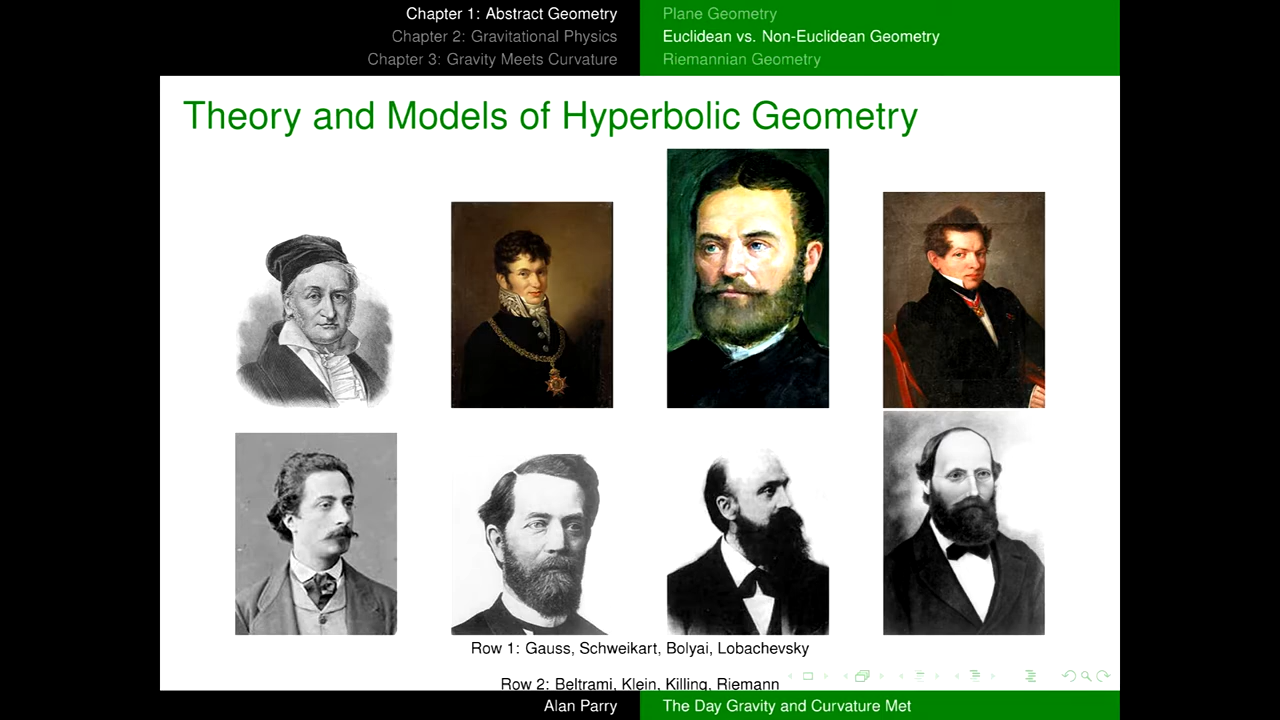 Chapter 1: Abstract Geometry
Chapter 2: Gravitational Physics
Chapter 3: Gravity Meets Curvature
Plane Geometry
Euclidean vs. Non-Euclidean Geometry
Riemannian Geometry
Theory and Models of Hyperbolic Geometry
Row 1: Gauss, Schweikart, Bolyai, Lobachevsky
Row 2: Beltrami, Klein, Killing, Riemann
Alan Parry
The Day Gravity and Curvature Met